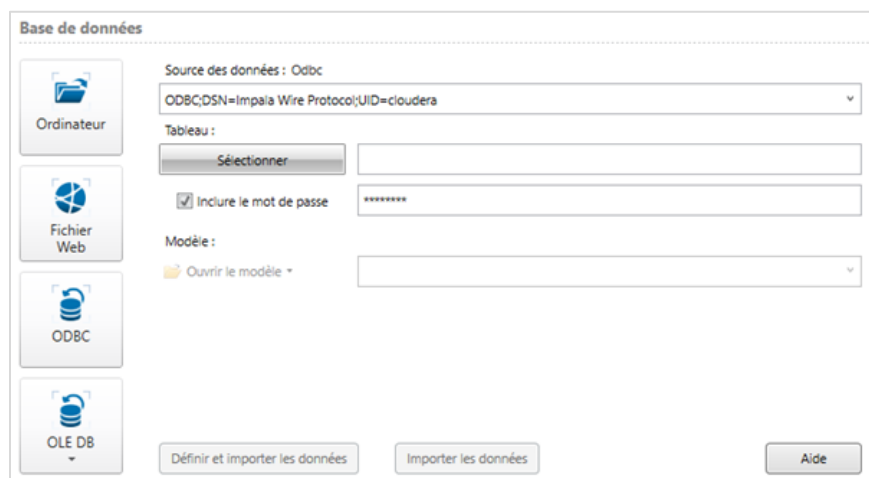 Base de données
Ordinateur
Fichier
Web
ODBC
OLE DB
Source des données : Odbc
ODBC;DSN=Impala Wire Protocol;UID=cloudera
Tableau :
Sélectionner
Inclure le mot de passe
********
Modèle :
Ouvrir le modèle
Définir et importer les données
Importer les données
Aide